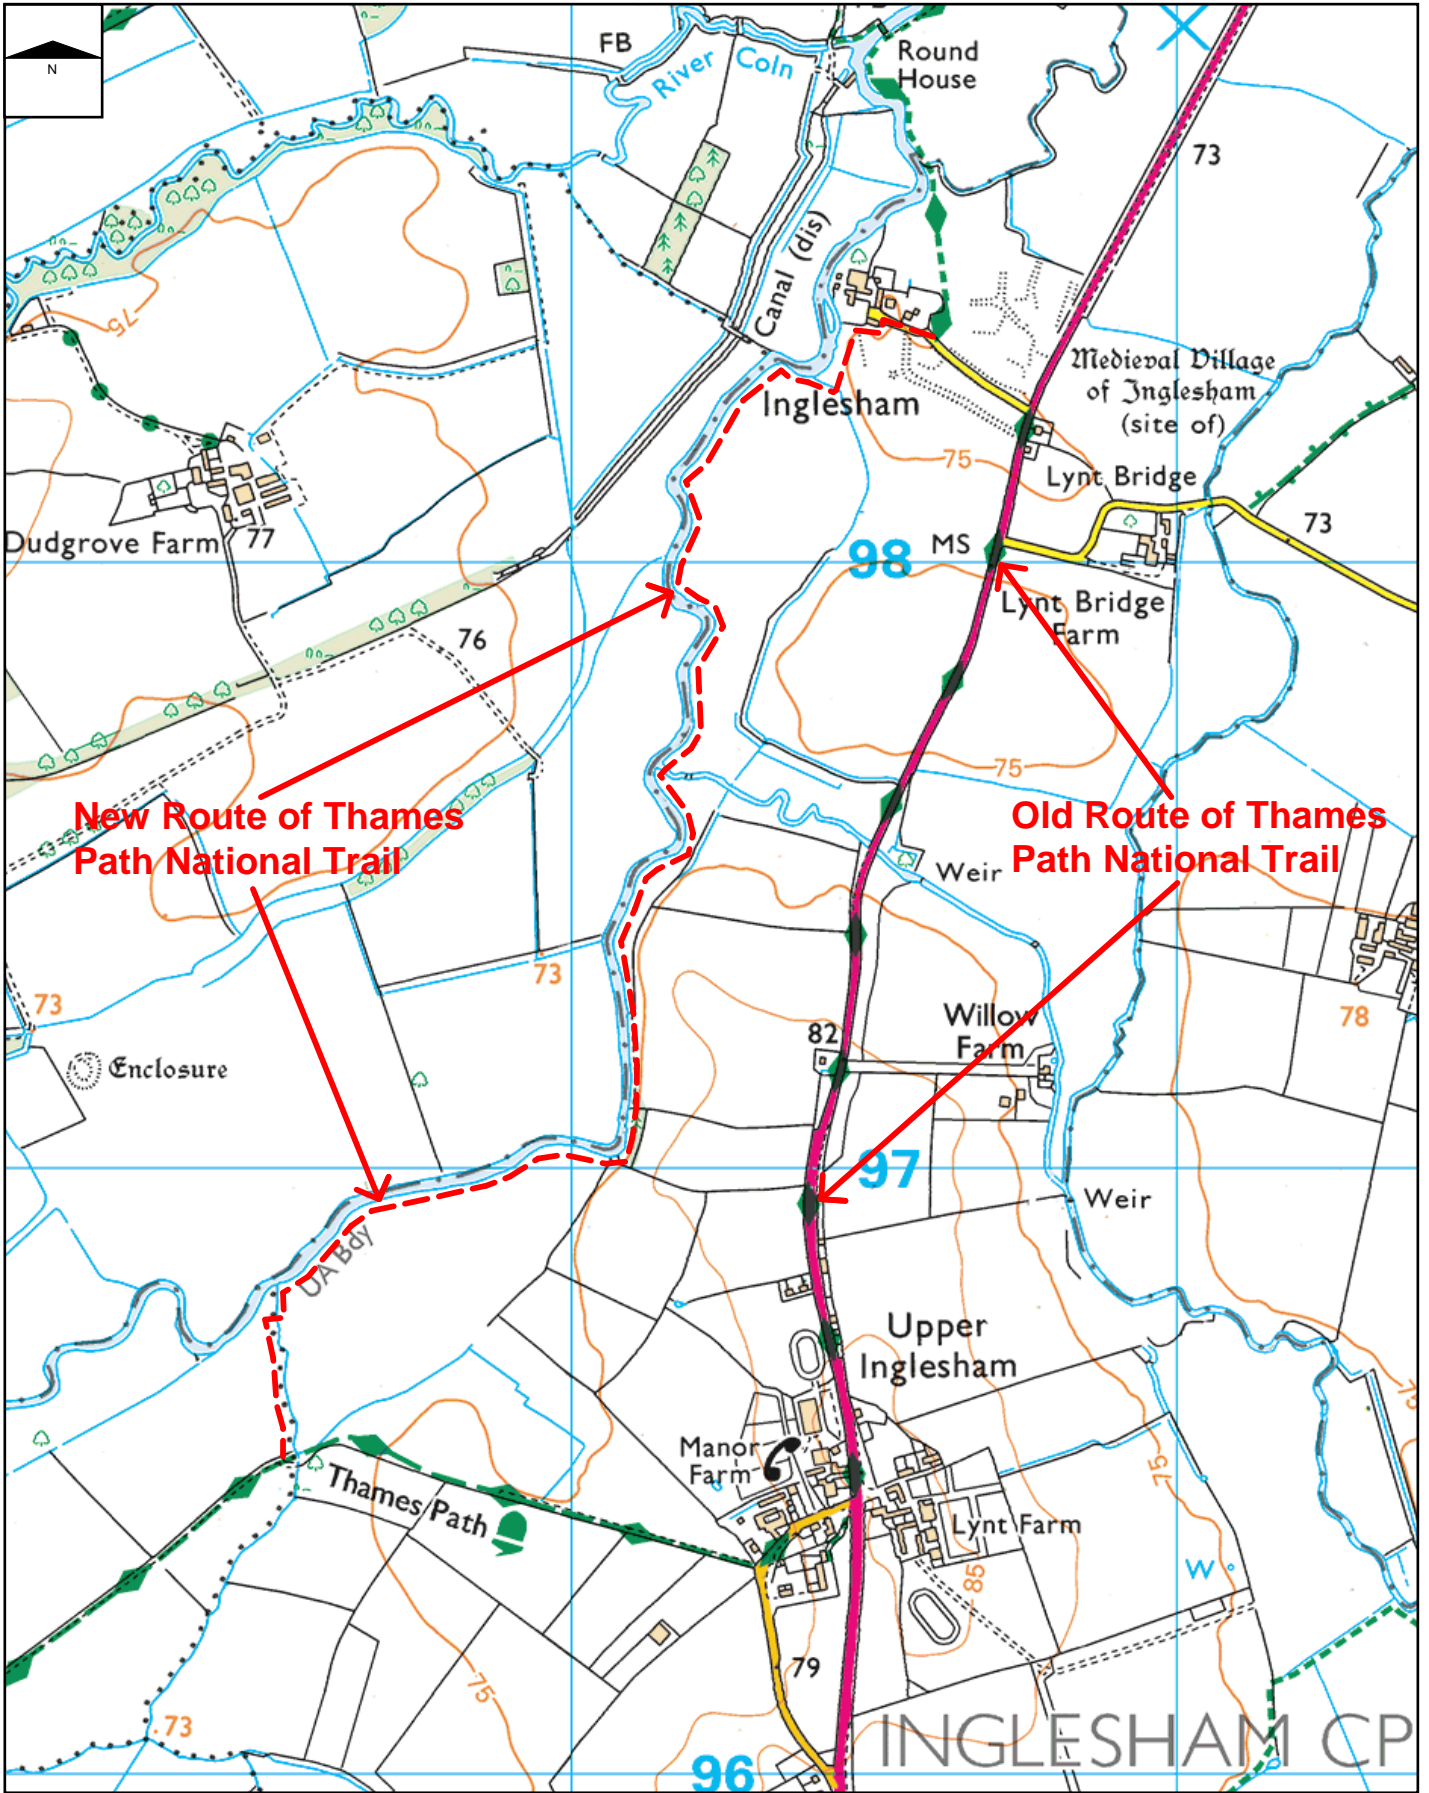 N
FB
River Coln
Round
House
73
Canal (dis)
75
Inglesham
Medieval Village
of Inglesham
(site of)
75
Lynt Bridge
73
Dudgrove Farm
77
98
MS
Lynt Bridge
Farm
76
75
New Route of Thames
Path National Trail
Old Route of Thames
Path National Trail
Weir
73
73
78
Enclosure
82
Willow
Farm
97
Weir
UA Bdy
Upper
Inglesham
75
Manor
Farm
75
Thames Path
Lynt Farm
W
85
79
75
73
INGLESHAM CP
96